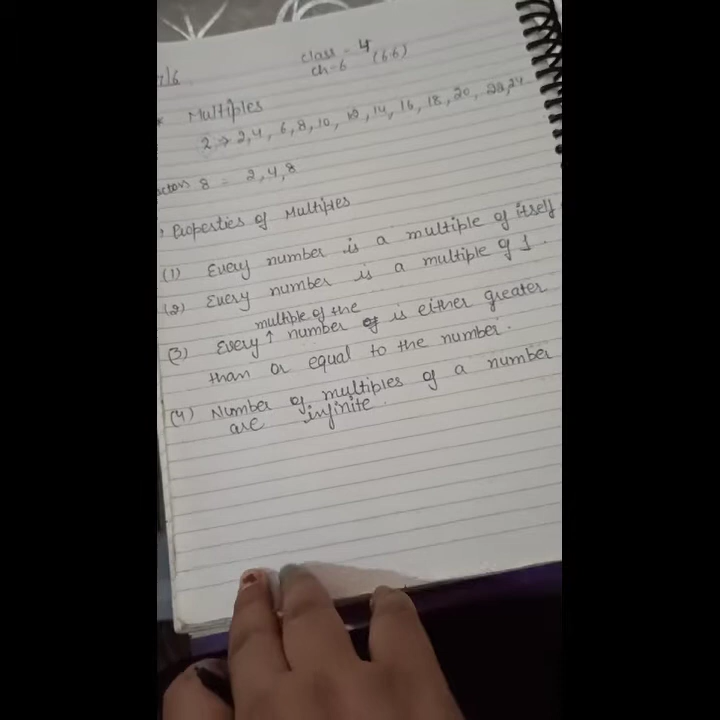 7/6
class - 4
ch-6 (6.6)
* Multiples
2 → 2,4, 6,8,10, 12,14, 16, 18, 20, 22,24
8 = 2,4,8
Properties of Multiples
(1) Every number is a multiple of itself
(2) Every number is a multiple of 1.
multiple of the
(3) Every ↑ number of is either greater
than or equal to the number.
(4) Number of multiples of a number
are infinite.